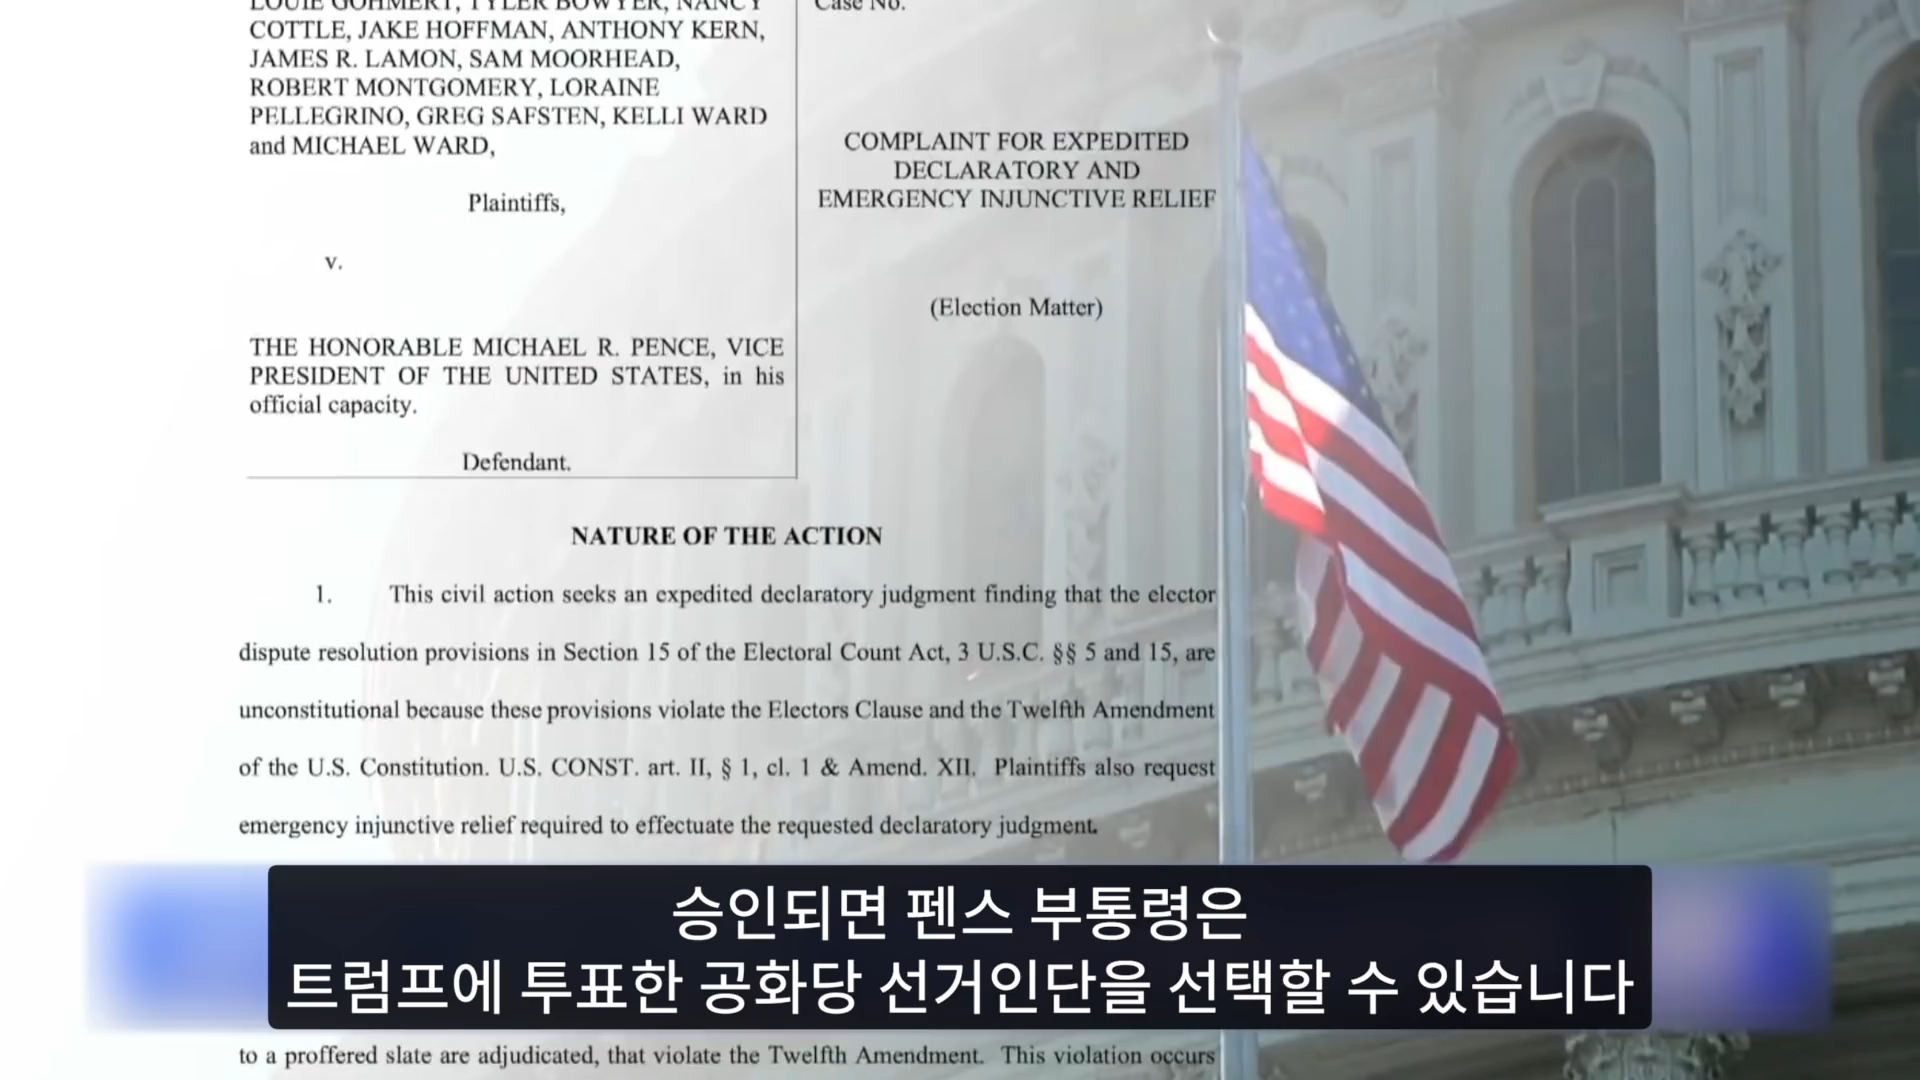 LOUIE GOHMERT, TYLER BOWYER, NANCY
COTTLE, JAKE HOFFMAN, ANTHONY KERN,
JAMES R. LAMON, SAM MOORHEAD,
ROBERT MONTGOMERY, LORAINE
PELLEGRINO, GREG SAFSTEN, KELLI WARD
and MICHAEL WARD,
Plaintiffs,
v.
THE HONORABLE MICHAEL R. PENCE, VICE
PRESIDENT OF THE UNITED STATES, in his
official capacity.
Defendant.
Case No.
COMPLAINT FOR EXPEDITED
DECLARATORY AND
EMERGENCY INJUNCTIVE RELIEF
(Election Matter)
NATURE OF THE ACTION
1. This civil action seeks an expedited declaratory judgment finding that the elector
dispute resolution provisions in Section 15 of the Electoral Count Act, 3 U.S.C. §§ 5 and 15, are
unconstitutional because these provisions violate the Electors Clause and the Twelfth Amendment
of the U.S. Constitution. U.S. CONST. art. II, § 1, cl. 1 & Amend. XII. Plaintiffs also request
emergency injunctive relief required to effectuate the requested declaratory judgment.
승인되면 펜스 부통령은
트럼프에 투표한 공화당 선거인단을 선택할 수 있습니다
to a proffered slate are adjudicated, that violate the Twelfth Amendment. This violation occurs